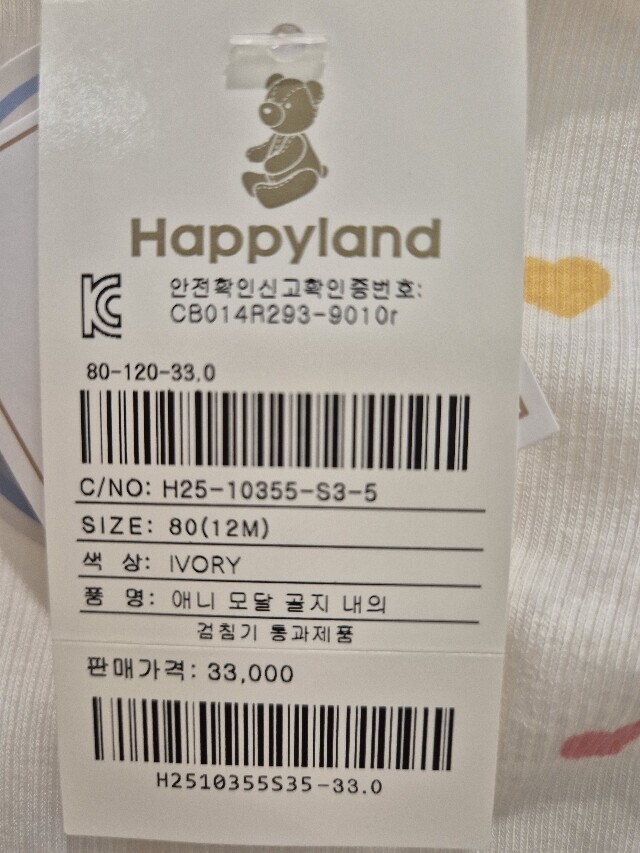 Happyland
안전확인신고확인증번호:
CB014R293-9010r
80-120-33.0
C/NO: H25-10355-S3-5
SIZE: 80(12M)
색 상: IVORY
품 명: 애니 모달 골지 내의
검침기 통과제품
판매가격: 33,000
H2510355S35-33.0